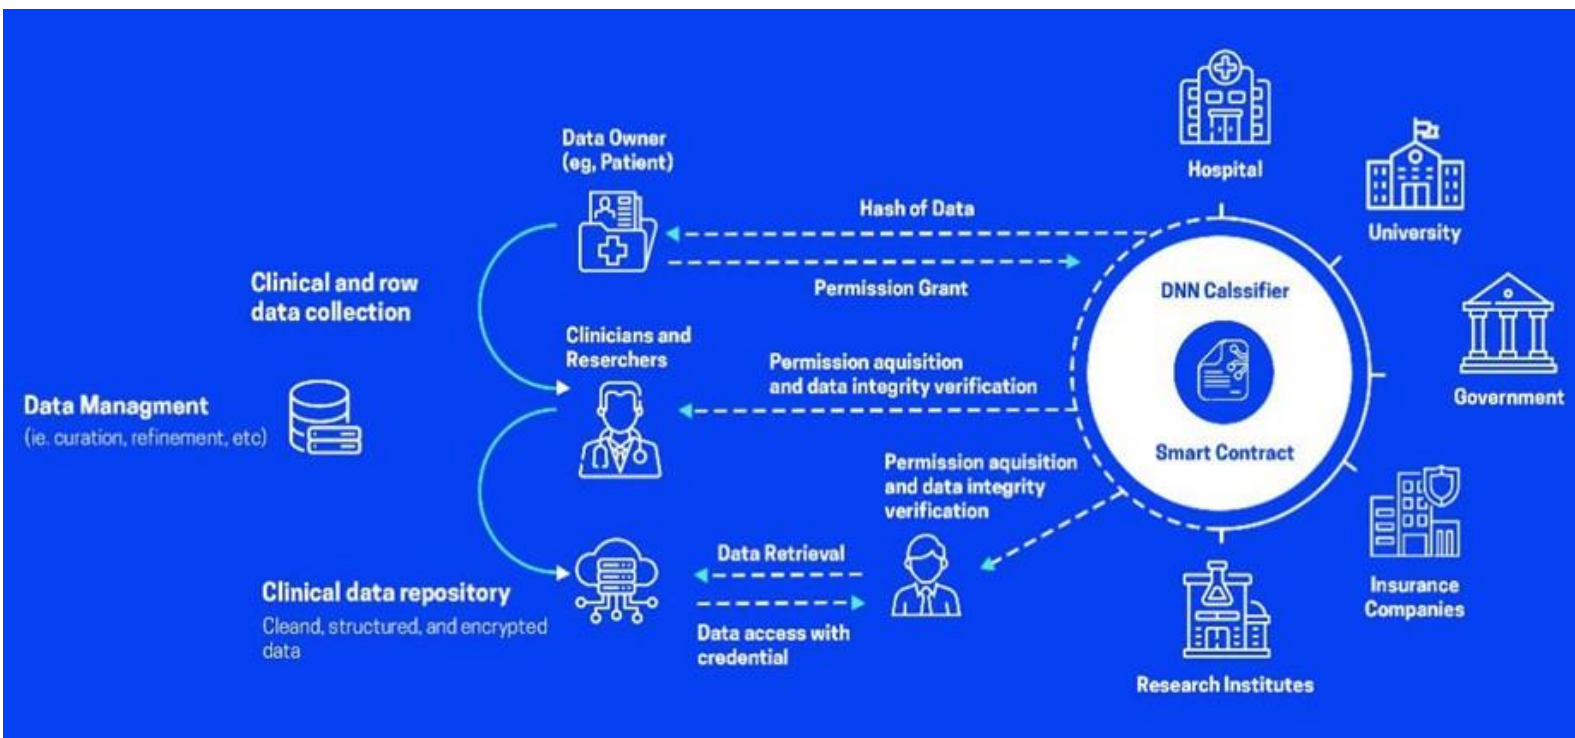 Hospital
University
Government
Insurance
Companies
Research Institutes
DNN Calssifier
Smart Contract
Data Owner
(eg, Patient)
Hash of Data
Permission Grant
Clinical and row
data collection
Clinicians and
Reserchers
Permission aquisition
and data integrity verification
Data Managment
(ie. curation, refinement, etc)
Permission aquisition
and data integrity
verification
Data Retrieval
Data access with
credential
Clinical data repository
Cleand, structured, and encrypted
data